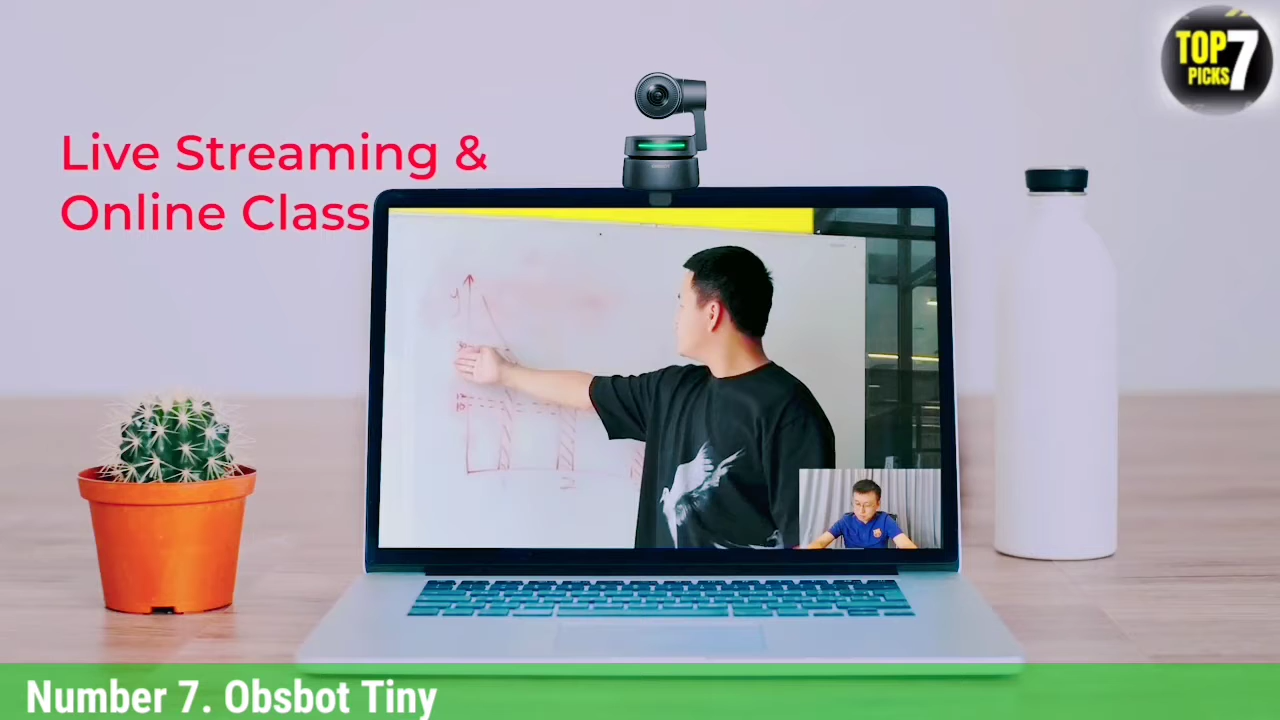 TOP 7
PICKS
Live Streaming &
Online Class
y
Number 7. Obsbot Tiny